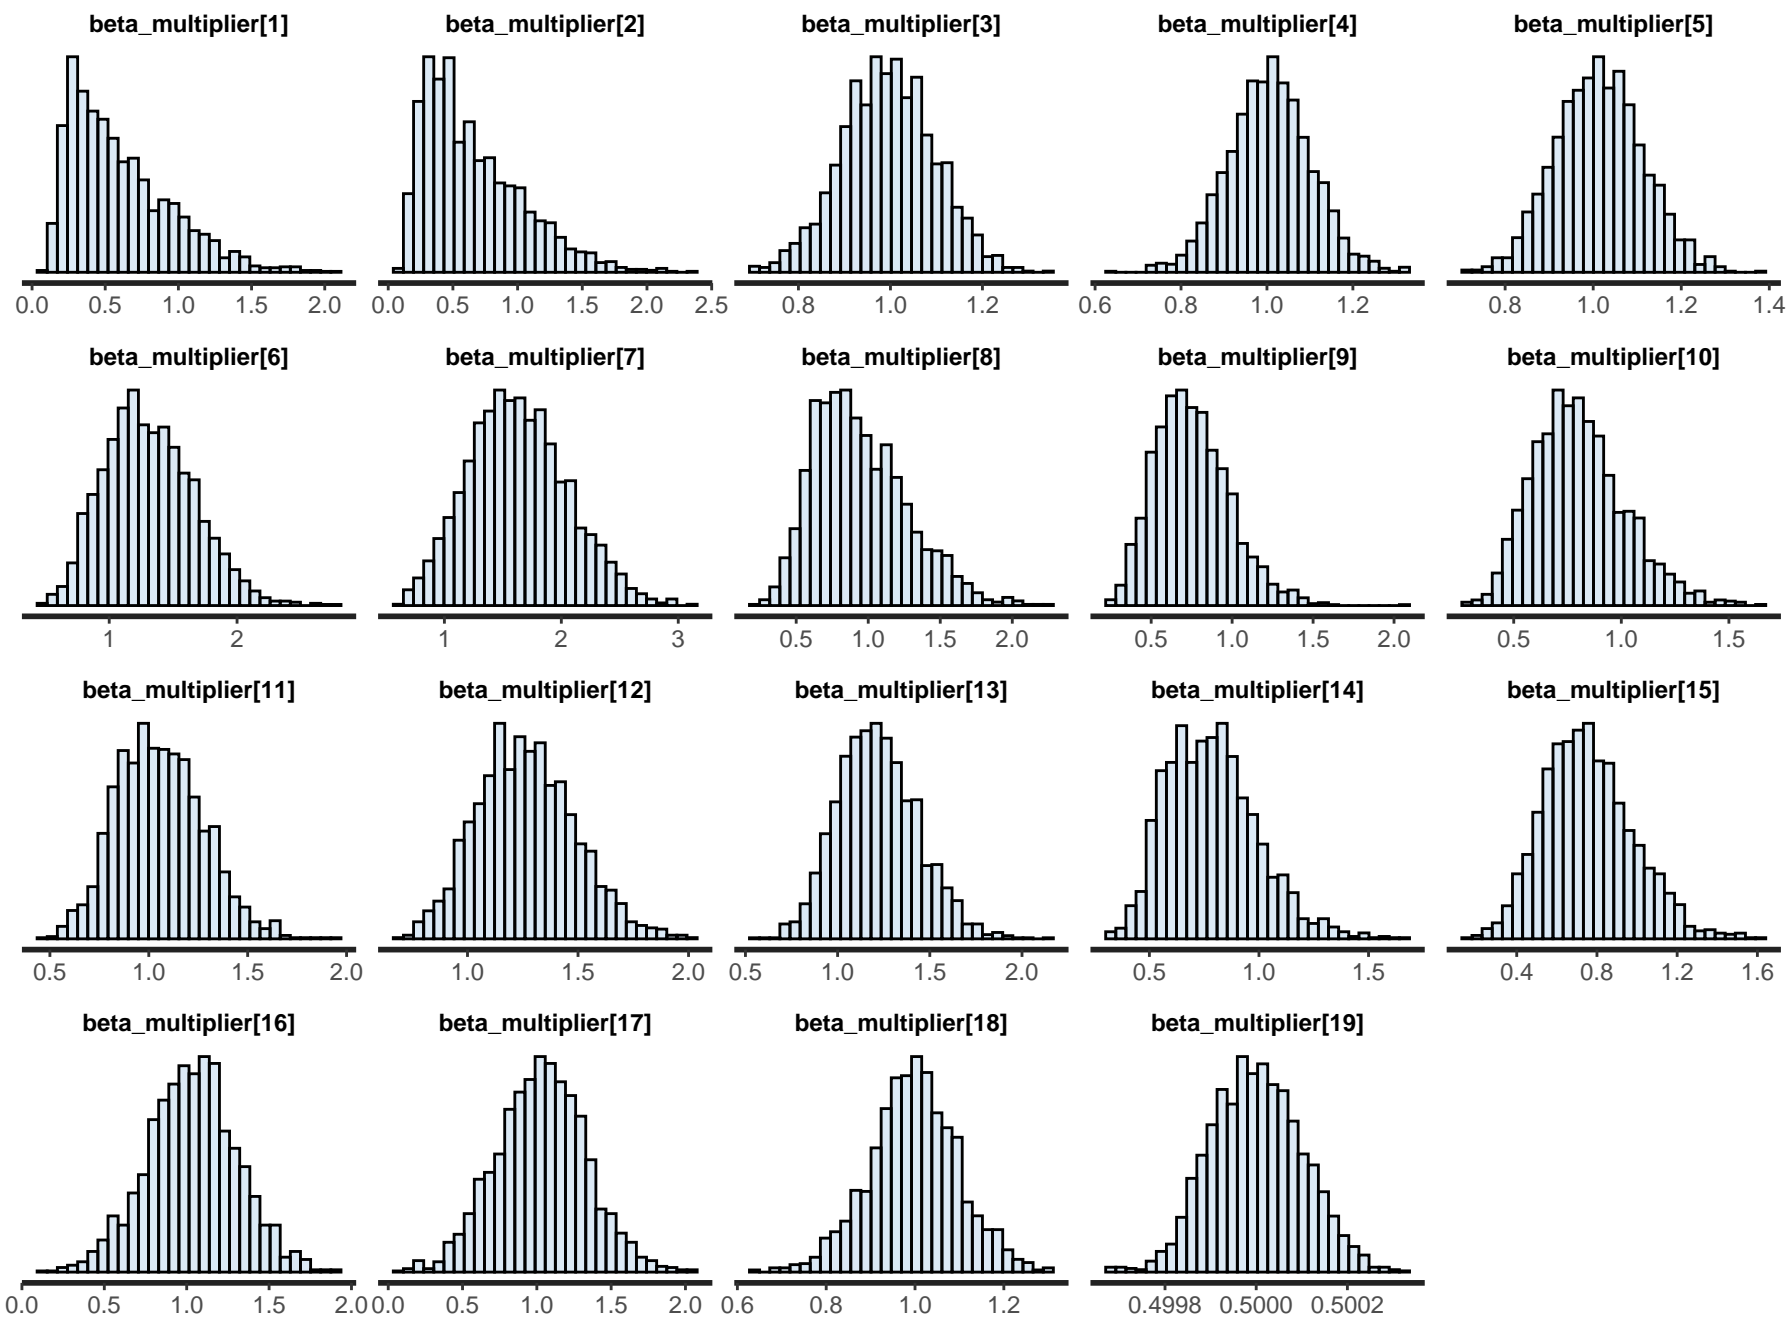 beta_multiplier[1] beta_multiplier[2] beta_multiplier[3] beta_multiplier[4] beta_multiplier[5]
0.0 0.5 1.0 1.5 2.0 0.0 0.5 1.0 1.5 2.0 2.5 0.8 1.0 1.2 0.6 0.8 1.0 1.2 0.8 1.0 1.2 1.4
beta_multiplier[6] beta_multiplier[7] beta_multiplier[8] beta_multiplier[9] beta_multiplier[10]
1 2 1 2 3 0.5 1.0 1.5 2.0 0.5 1.0 1.5 2.0 0.5 1.0 1.5
beta_multiplier[11] beta_multiplier[12] beta_multiplier[13] beta_multiplier[14] beta_multiplier[15]
0.5 1.0 1.5 2.0 1.0 1.5 2.0 0.5 1.0 1.5 2.0 0.5 1.0 1.5 0.4 0.8 1.2 1.6
beta_multiplier[16] beta_multiplier[17] beta_multiplier[18] beta_multiplier[19]
0.0 0.5 1.0 1.5 2.0 0.0 0.5 1.0 1.5 2.0 0.6 0.8 1.0 1.2 0.4998 0.5000 0.5002